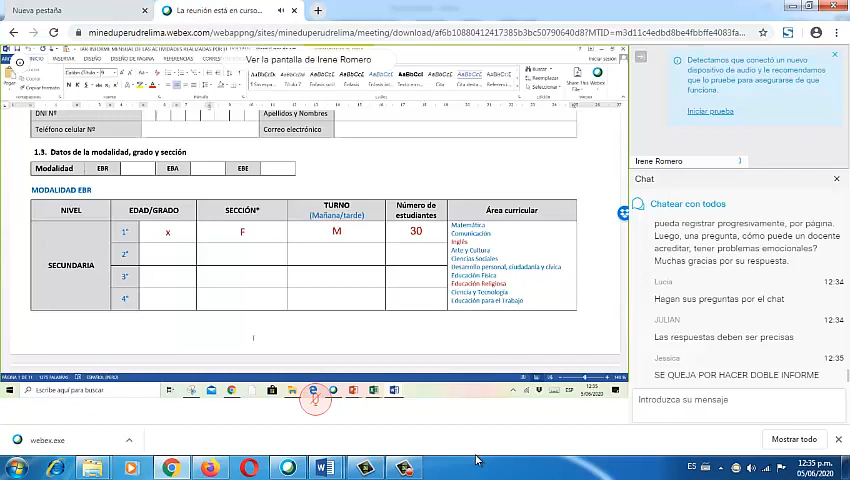 Nueva pestaña
La reunión está en curso...
mineduperudrelima.webex.com/webappng/sites/mineduperudrelima/meeting/download/af6b10880412417385b3bc50790640d8?MTID=m3d11c4edbd8be4fbbffe4083fa...
Ver la pantalla de Irene Romero
DNI N°
Apellidos y Nombres
Teléfono celular N°
Correo electrónico
1.3. Datos de la modalidad, grado y sección
Modalidad EBR EBA EBE
MODALIDAD EBR
NIVEL EDAD/GRADO SECCIÓN* TURNO (Mañana/tarde) Número de estudiantes Área curricular
SECUNDARIA
1° x F M 30
2°
3°
4°
Matemática
Comunicación
Inglés
Arte y Cultura
Ciencias Sociales
Desarrollo personal, ciudadanía y cívica
Educación Física
Educación Religiosa
Ciencia y Tecnología
Educación para el Trabajo
Escribe aquí para buscar
ESP
12:35
5/06/2020
Detectamos que conectó un
nuevo dispositivo de audio y le recomendamos
que lo pruebe para asegurarse de que
funciona.
Iniciar prueba
Irene Romero
Chat
Chatear con todos
pueda registrar progresivamente, por página.
Luego, una pregunta, cómo puede un docente
acreditar, tener problemas emocionales?
Muchas gracias por su respuesta.
Lucia 12:34
Hagan sus preguntas por el chat
JULIAN 12:34
Las respuestas deben ser precisas
Jessica 12:35
SE QUEJA POR HACER DOBLE INFORME
Introduzca su mensaje
webex.exe
Mostrar todo
ES
12:35 p.m.
05/06/2020